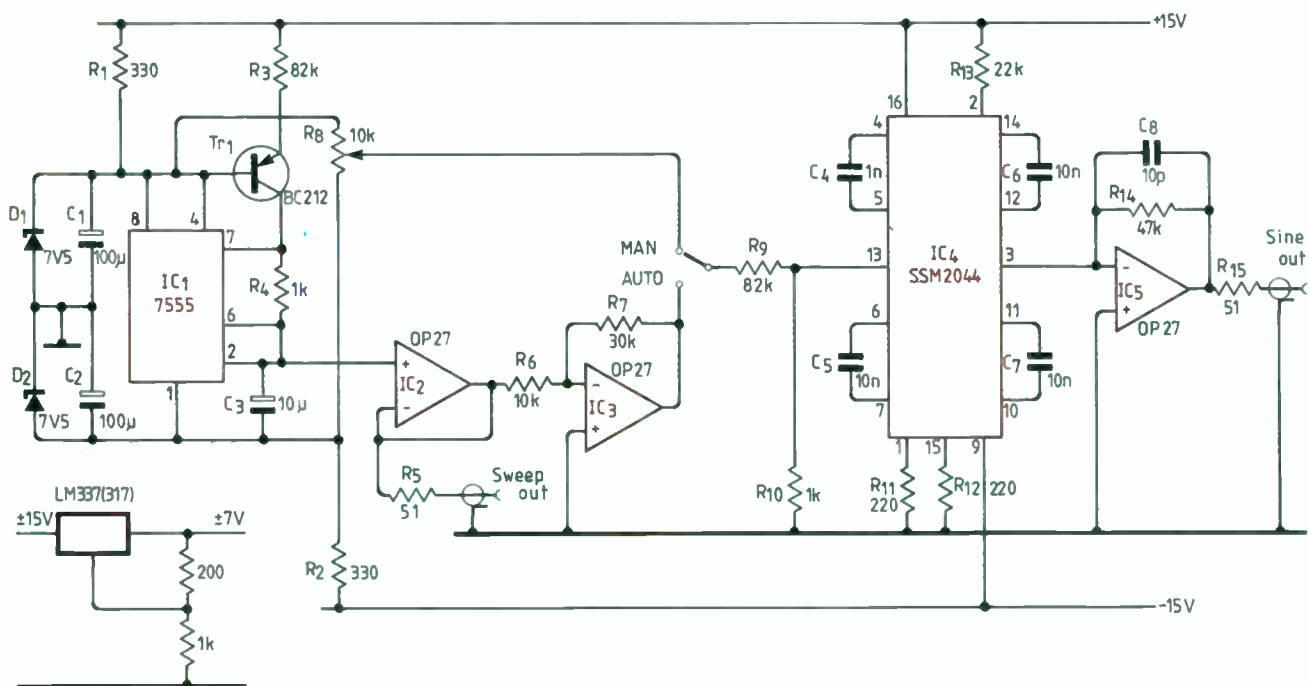 +15V
R1 330
R3 82k
R8 10k
Tr1
BC212
D1
7V5
C1
100µ
8
4
7
6
2
1
IC1
7555
R4 1k
D2
7V5
C2
100µ
C3 10µ
OP27
+
IC2
-
R5
51
Sweep
out
R6
10k
R7
30k
OP27
-
IC3
+
MAN
AUTO
R9
82k
R10 1k
R13 22k
16
2
4
5
13
6
7
14
12
3
11
10
1
15
9
C4 1n
C5 10n
C6 10n
C7 10n
IC4
SSM2044
R11
220
R12 220
C8
10p
R14
47k
-
IC5
+
OP27
R15
51
Sine
out
R2 330
-15V
LM337(317)
±15V
±7V
200
1k